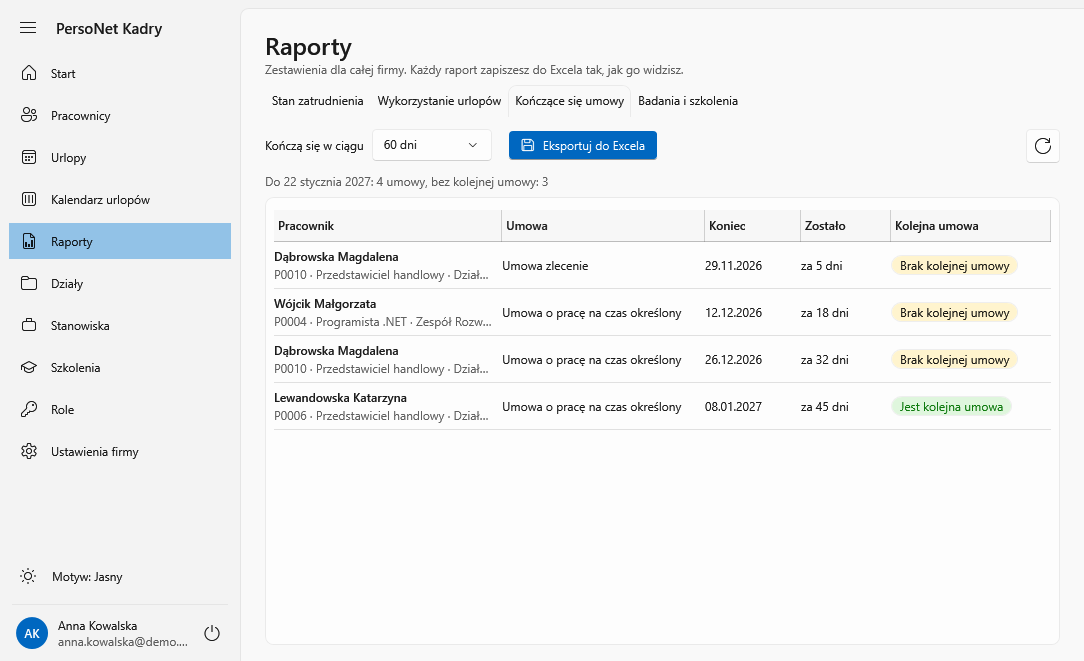 PersoNet Kadry
Start
Pracownicy
Urlopy
Kalendarz urlopów
Raporty
Działy
Stanowiska
Szkolenia
Role
Ustawienia firmy
Motyw: Jasny
AK
Anna Kowalska
anna.kowalska@demo....
Raporty
Zestawienia dla całej firmy. Każdy raport zapiszesz do Excela tak, jak go widzisz.
Stan zatrudnienia Wykorzystanie urlopów Kończące się umowy Badania i szkolenia
Kończą się w ciągu 60 dni Eksportuj do Excela
Do 22 stycznia 2027: 4 umowy, bez kolejnej umowy: 3
Pracownik Umowa Koniec Zostało Kolejna umowa
Dąbrowska Magdalena
P0010 · Przedstawiciel handlowy · Dział...
Umowa zlecenie 29.11.2026 za 5 dni Brak kolejnej umowy
Wójcik Małgorzata
P0004 · Programista .NET · Zespół Rozw...
Umowa o pracę na czas określony 12.12.2026 za 18 dni Brak kolejnej umowy
Dąbrowska Magdalena
P0010 · Przedstawiciel handlowy · Dział...
Umowa o pracę na czas określony 26.12.2026 za 32 dni Brak kolejnej umowy
Lewandowska Katarzyna
P0006 · Przedstawiciel handlowy · Dział...
Umowa o pracę na czas określony 08.01.2027 za 45 dni Jest kolejna umowa